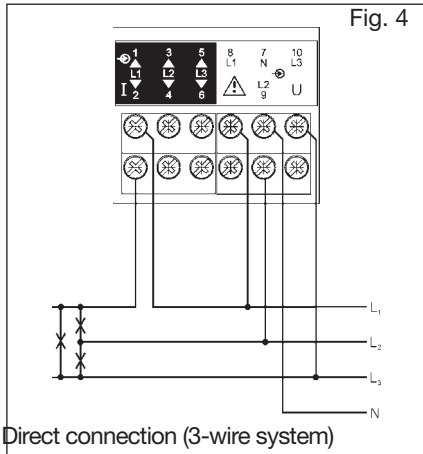 Fig. 4
1 3 5 8 7 10
L1 N L3
L1 L2 L3
L2
I 2 4 6 9 U
L1
L2
L3
N
Direct connection (3-wire system)